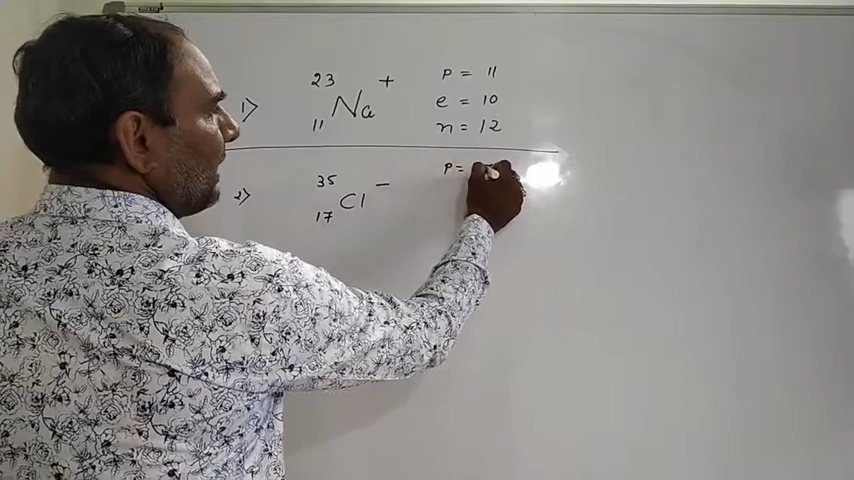 1> 23 Na + p = 11
11 e = 10
n = 12
2> 35 Cl − p =
17